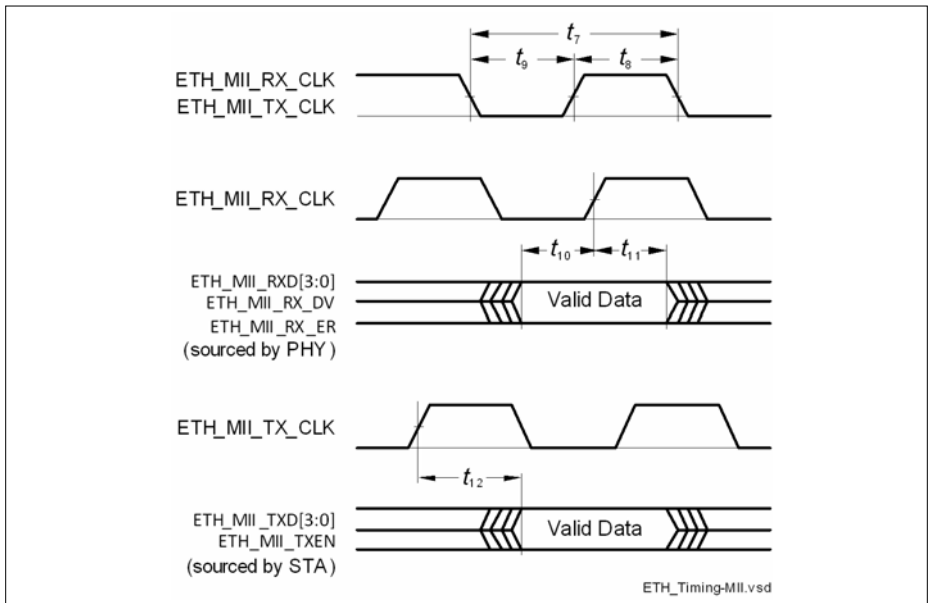 t7
t9 t8
ETH_MII_RX_CLK
ETH_MII_TX_CLK
ETH_MII_RX_CLK
t10 t11
ETH_MII_RXD[3:0]
ETH_MII_RX_DV
ETH_MII_RX_ER
(sourced by PHY)
Valid Data
ETH_MII_TX_CLK
t12
ETH_MII_TXD[3:0]
ETH_MII_TXEN
(sourced by STA)
Valid Data
ETH_Timing-MII.vsd